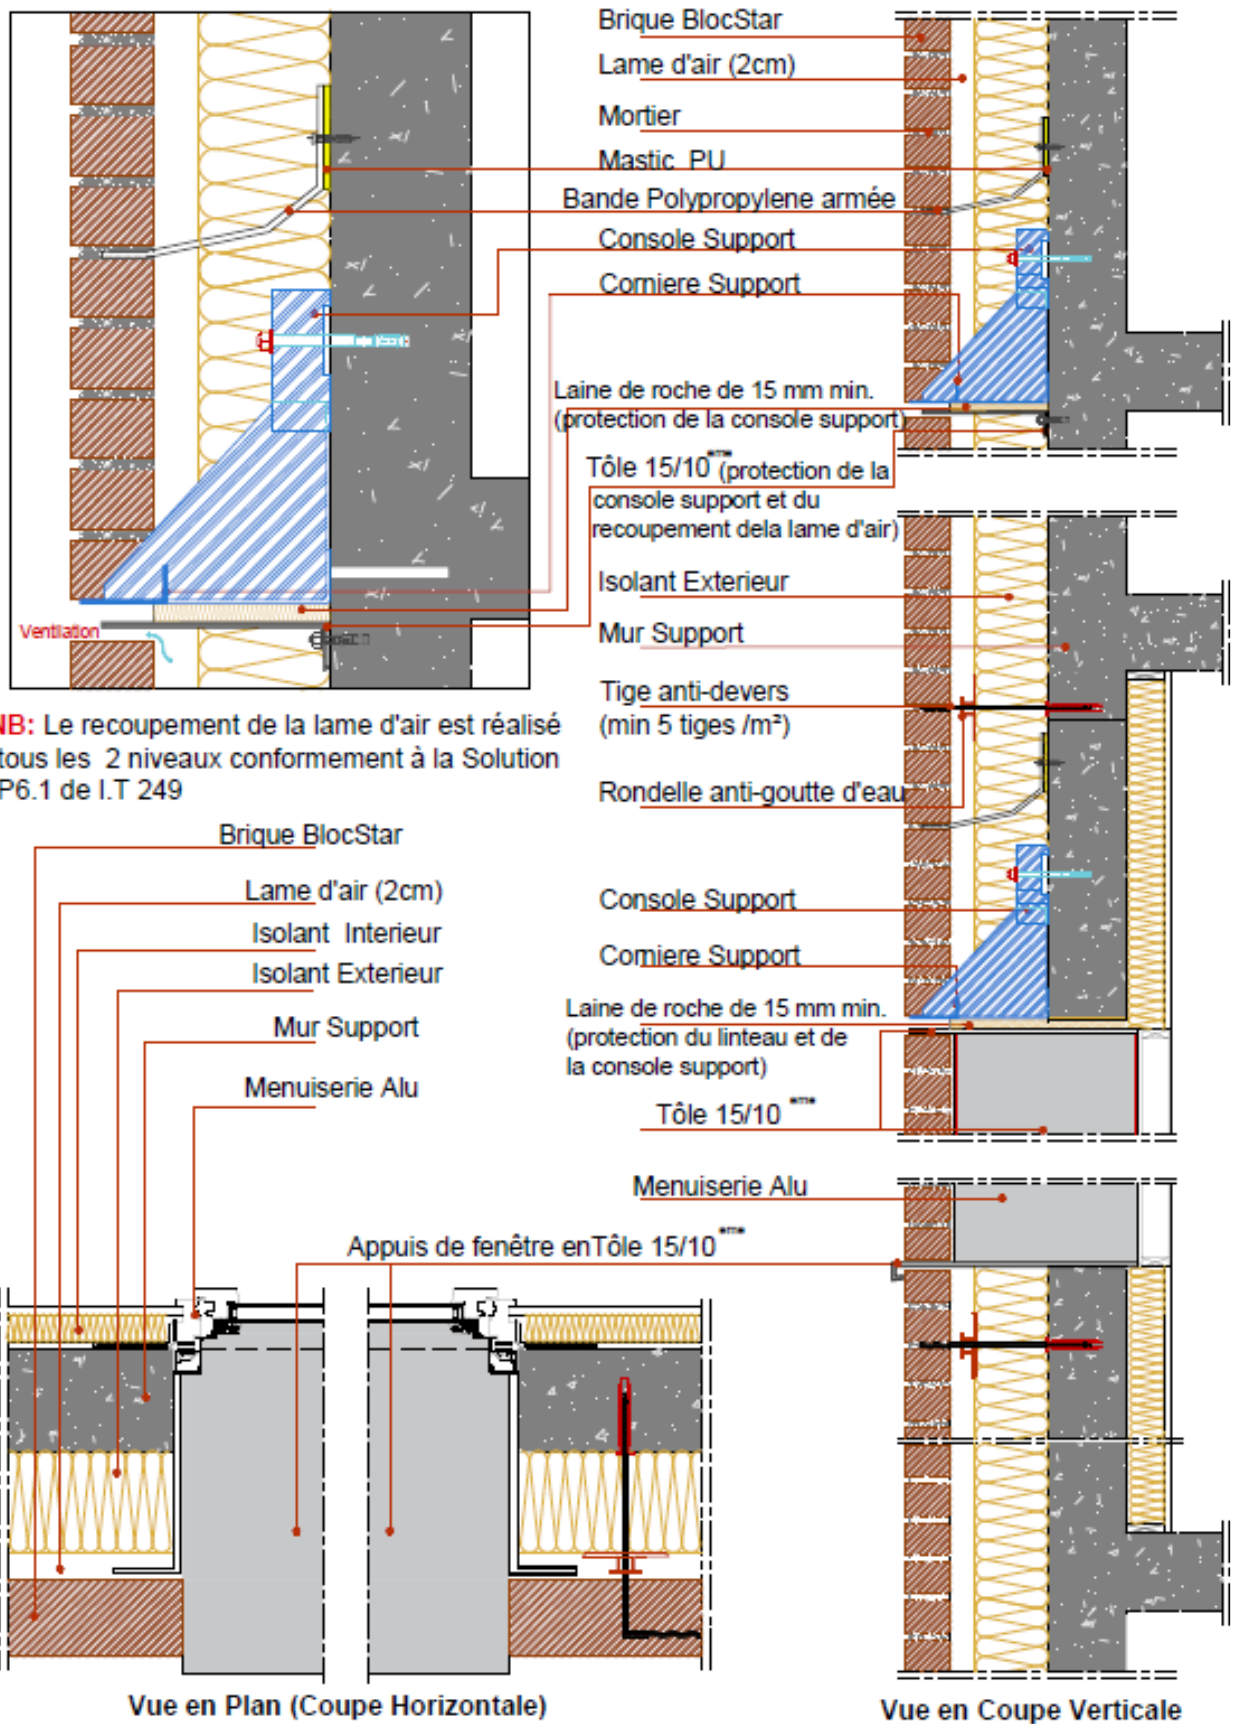 Brique BlocStar
Lame d'air (2cm)
Mortier
Mastic PU
Bande Polypropylene armée
Console Support
Corniere Support
Laine de roche de 15 mm min.
(protection de la console support)
Tôle 15/10 eme (protection de la
console support et du
recoupement dela lame d'air)
Ventilation
NB: Le recoupement de la lame d'air est réalisé
tous les 2 niveaux conformement à la Solution
P6.1 de I.T 249
Isolant Exterieur
Mur Support
Tige anti-devers
(min 5 tiges /m²)
Rondelle anti-goutte d'eau
Console Support
Corniere Support
Laine de roche de 15 mm min.
(protection du linteau et de
la console support)
Tôle 15/10 eme
Menuiserie Alu
Brique BlocStar
Lame d'air (2cm)
Isolant Interieur
Isolant Exterieur
Mur Support
Menuiserie Alu
Appuis de fenêtre enTôle 15/10 eme
Vue en Plan (Coupe Horizontale)
Vue en Coupe Verticale